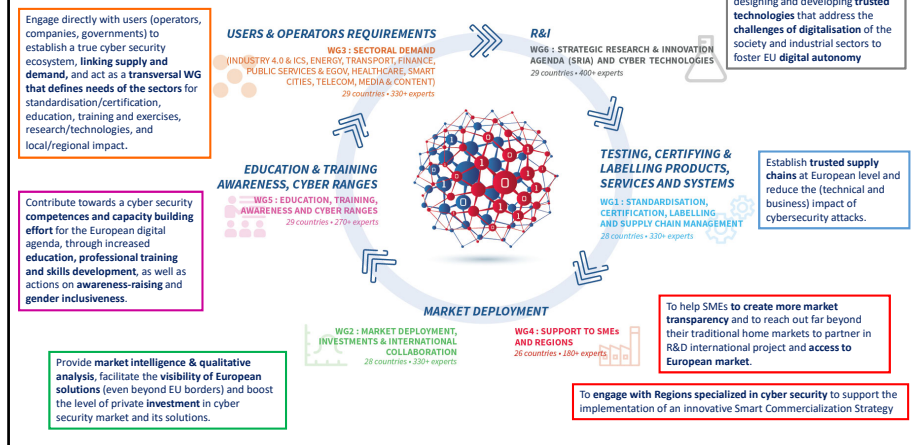 designing and developing trusted
technologies that address the
challenges of digitalisation of the
society and industrial sectors to
foster EU digital autonomy
Engage directly with users (operators,
companies, governments) to
establish a true cyber security
ecosystem, linking supply and
demand, and act as a transversal WG
that defines needs of the sectors for
standardisation/certification,
education, training and exercises,
research/technologies, and
local/regional impact.
USERS & OPERATORS REQUIREMENTS
WG3 : SECTORAL DEMAND
(INDUSTRY 4.0 & ICS, ENERGY, TRANSPORT, FINANCE,
PUBLIC SERVICES & EGOV, HEALTHCARE, SMART
CITIES, TELECOM, MEDIA & CONTENT)
29 countries • 330+ experts
R&I
WG6 : STRATEGIC RESEARCH & INNOVATION
AGENDA (SRIA) AND CYBER TECHNOLOGIES
29 countries • 400+ experts
TESTING, CERTIFYING &
LABELLING PRODUCTS,
SERVICES AND SYSTEMS
WG1 : STANDARDISATION,
CERTIFICATION, LABELLING
AND SUPPLY CHAIN MANAGEMENT
28 countries • 330+ experts
Establish trusted supply
chains at European level and
reduce the (technical and
business) impact of
cybersecurity attacks.
EDUCATION & TRAINING
AWARENESS, CYBER RANGES
WG5 : EDUCATION, TRAINING,
AWARENESS AND CYBER RANGES
29 countries • 270+ experts
Contribute towards a cyber security
competences and capacity building
effort for the European digital
agenda, through increased
education, professional training
and skills development, as well as
actions on awareness-raising and
gender inclusiveness.
MARKET DEPLOYMENT
WG2 : MARKET DEPLOYMENT,
INVESTMENTS & INTERNATIONAL
COLLABORATION
28 countries • 330+ experts
WG4 : SUPPORT TO SMEs
AND REGIONS
26 countries • 180+ experts
To help SMEs to create more market
transparency and to reach out far beyond
their traditional home markets to partner in
R&D international project and access to
European market.
Provide market intelligence & qualitative
analysis, facilitate the visibility of European
solutions (even beyond EU borders) and boost
the level of private investment in cyber
security market and its solutions.
To engage with Regions specialized in cyber security to support the
implementation of an innovative Smart Commercialization Strategy